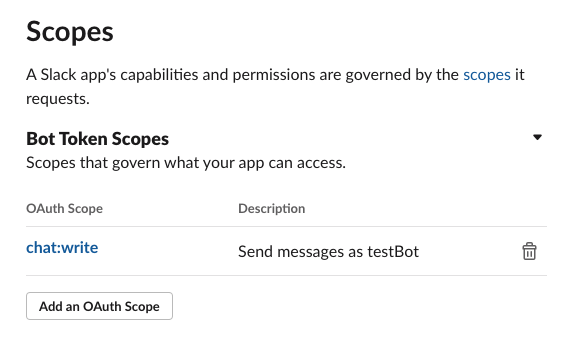 Scopes
A Slack app's capabilities and permissions are governed by the scopes it
requests.
Bot Token Scopes
Scopes that govern what your app can access.
OAuth Scope Description
chat:write Send messages as testBot
Add an OAuth Scope